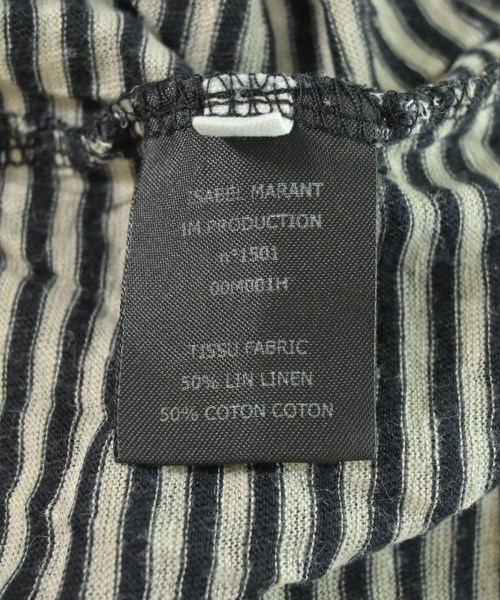 ISABEL MARANT
IM PRODUCTION
n°1501
00M001H
TISSU FABRIC
50% LIN LINEN
50% COTON COTON